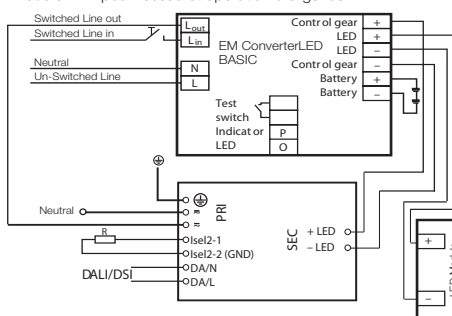 Switched Line out
Switched Line in
Neutral
Un-Switched Line
Lout
Lin
N
L
EM ConverterLED
BASIC
Control gear +
LED +
LED –
Control gear –
Battery +
Battery –
Test
switch
Indicator P
LED O
Neutral
PRI
R
Isel2-1
Isel2-2 (GND)
DALI/DSI
DA/N
DA/L
SEC
+ LED
– LED
+
–
LED